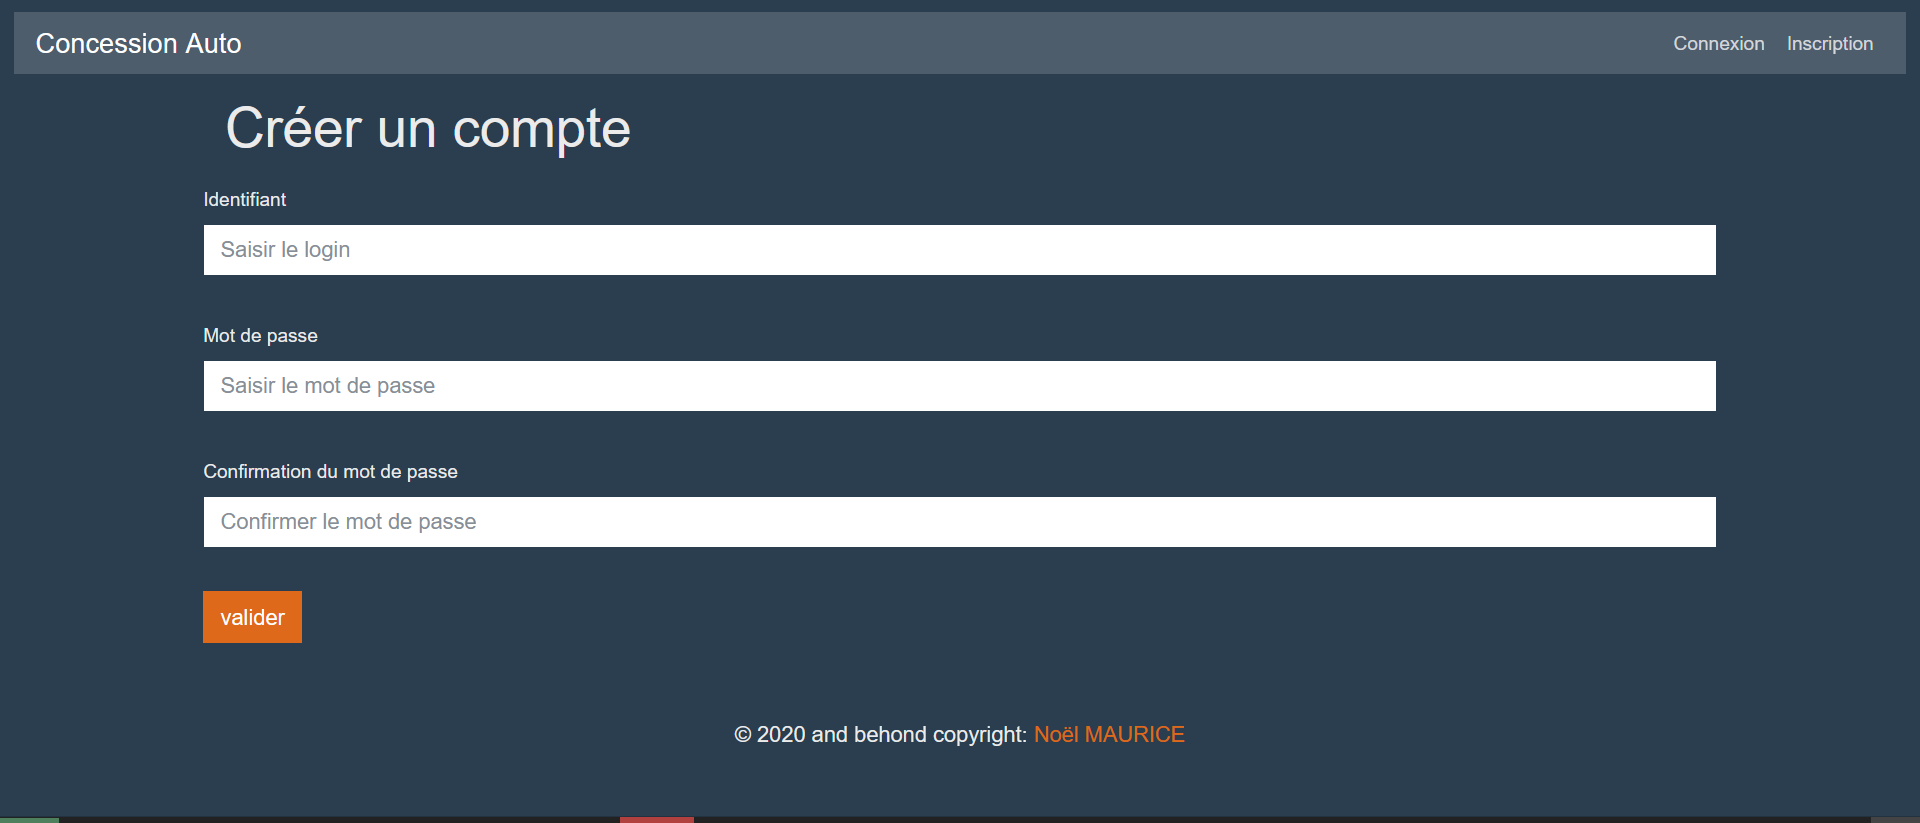 Concession Auto
Connexion Inscription
Créer un compte
Identifiant
Saisir le login
Mot de passe
Saisir le mot de passe
Confirmation du mot de passe
Confirmer le mot de passe
valider
© 2020 and behond copyright: Noël MAURICE